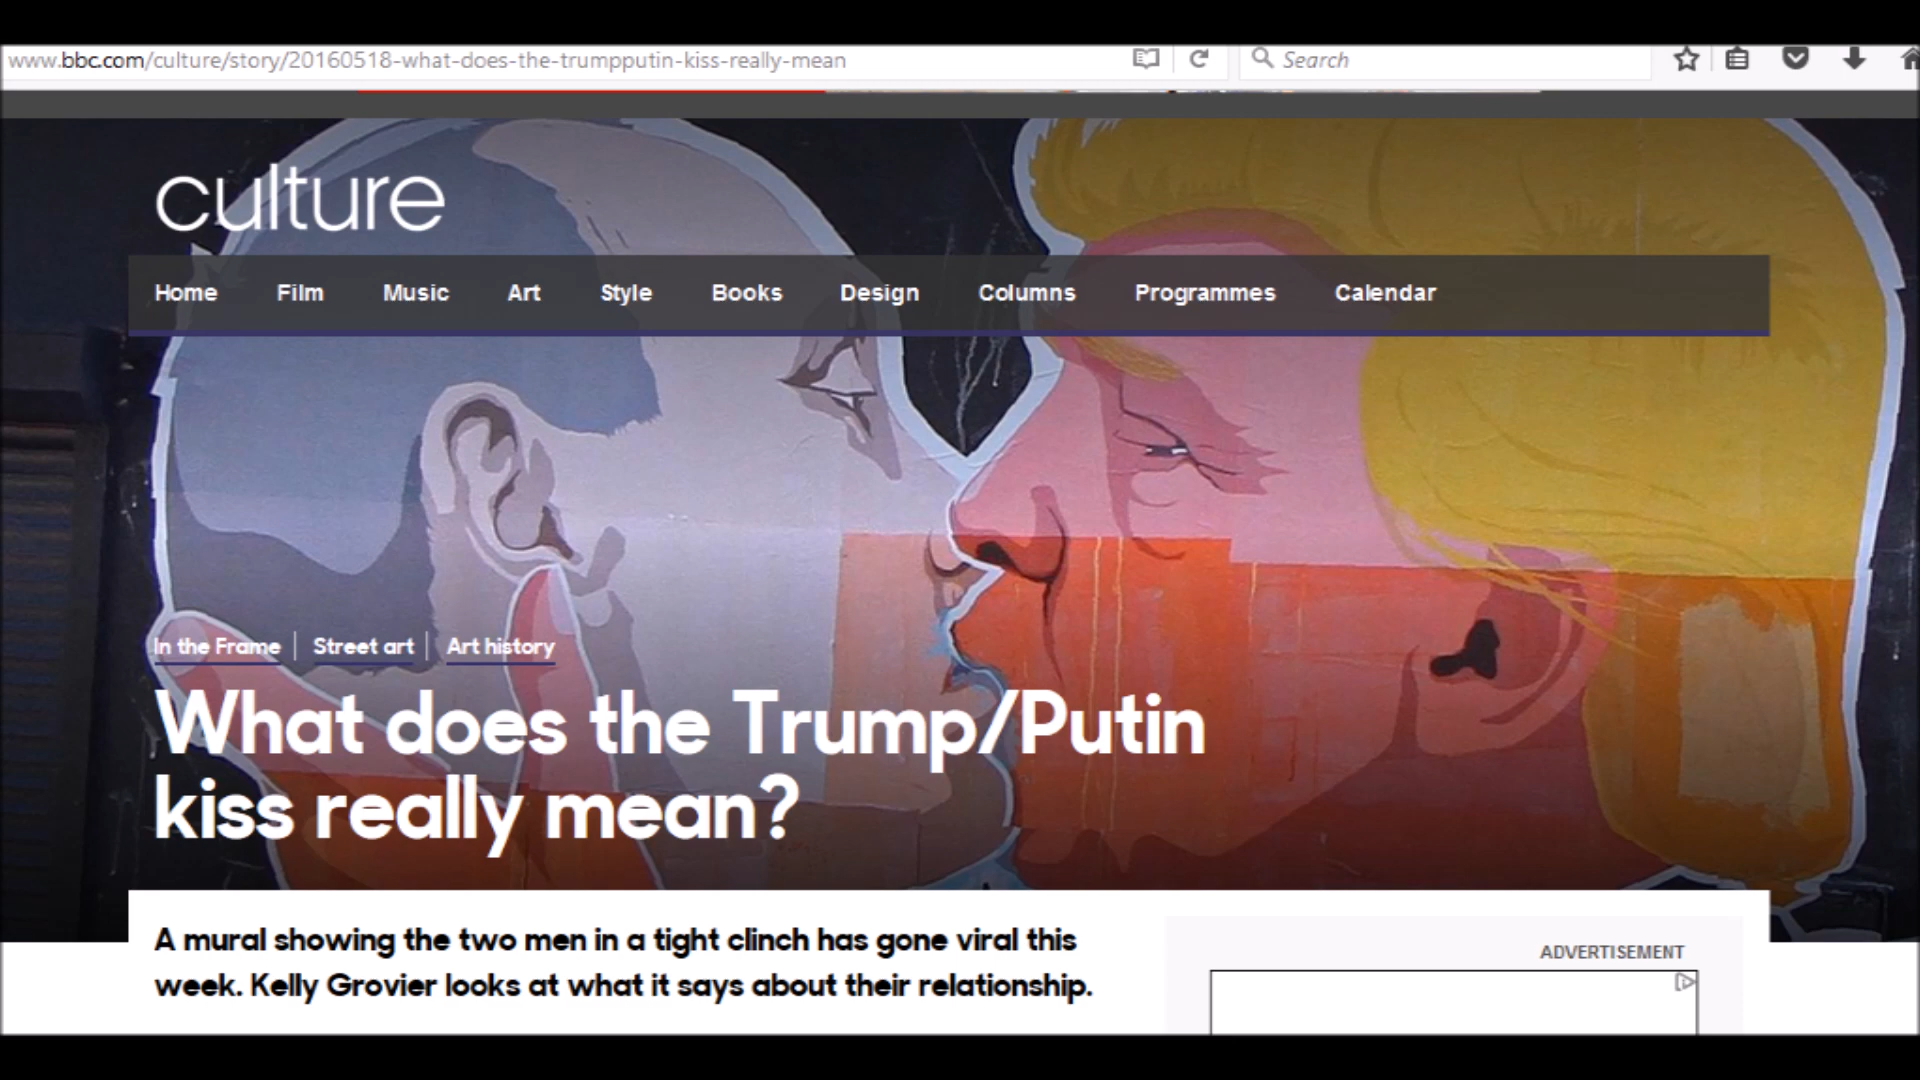 www.bbc.com/culture/story/20160518-what-does-the-trumpputin-kiss-really-mean
Search
culture
Home Film Music Art Style Books Design Columns Programmes Calendar
In the Frame Street art Art history
What does the Trump/Putin
kiss really mean?
A mural showing the two men in a tight clinch has gone viral this
week. Kelly Grovier looks at what it says about their relationship.
ADVERTISEMENT